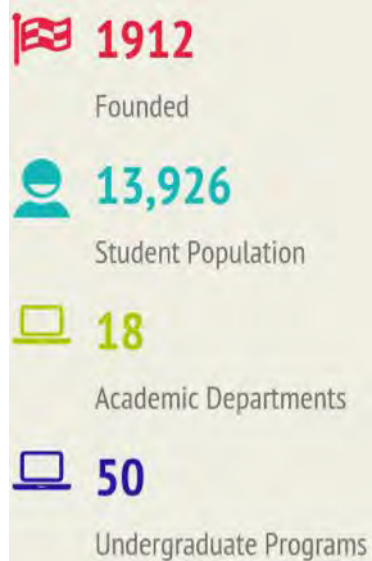 1912
Founded
13,926
Student Population
18
Academic Departments
50
Undergraduate Programs